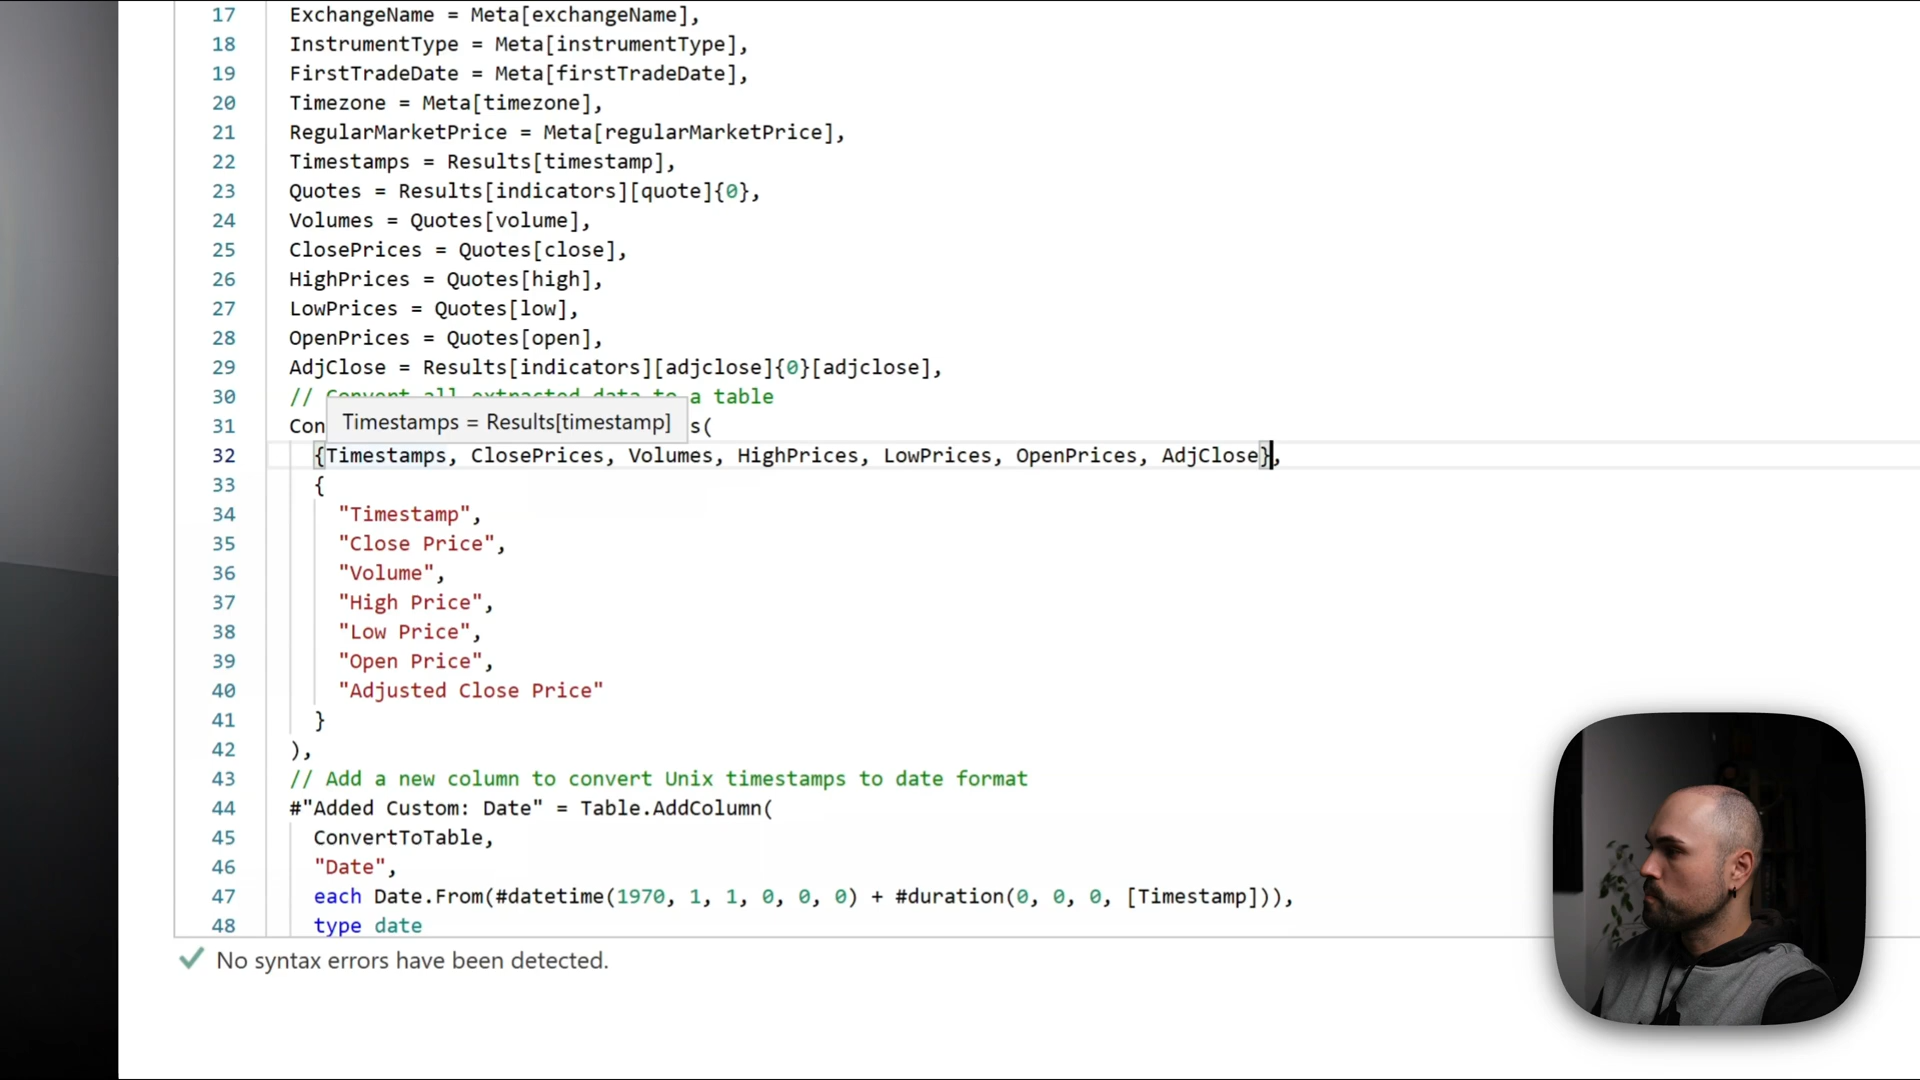 17 ExchangeName = Meta[exchangeName],
18 InstrumentType = Meta[instrumentType],
19 FirstTradeDate = Meta[firstTradeDate],
20 Timezone = Meta[timezone],
21 RegularMarketPrice = Meta[regularMarketPrice],
22 Timestamps = Results[timestamp],
23 Quotes = Results[indicators][quote]{0},
24 Volumes = Quotes[volume],
25 ClosePrices = Quotes[close],
26 HighPrices = Quotes[high],
27 LowPrices = Quotes[low],
28 OpenPrices = Quotes[open],
29 AdjClose = Results[indicators][adjclose]{0}[adjclose],
30 // Convert all extracted data to a table
Timestamps = Results[timestamp]
31 Con s(
32 {Timestamps, ClosePrices, Volumes, HighPrices, LowPrices, OpenPrices, AdjClose},
33 {
34 "Timestamp",
35 "Close Price",
36 "Volume",
37 "High Price",
38 "Low Price",
39 "Open Price",
40 "Adjusted Close Price"
41 }
42 ),
43 // Add a new column to convert Unix timestamps to date format
44 #"Added Custom: Date" = Table.AddColumn(
45 ConvertToTable,
46 "Date",
47 each Date.From(#datetime(1970, 1, 1, 0, 0, 0) + #duration(0, 0, 0, [Timestamp])),
48 type date
No syntax errors have been detected.